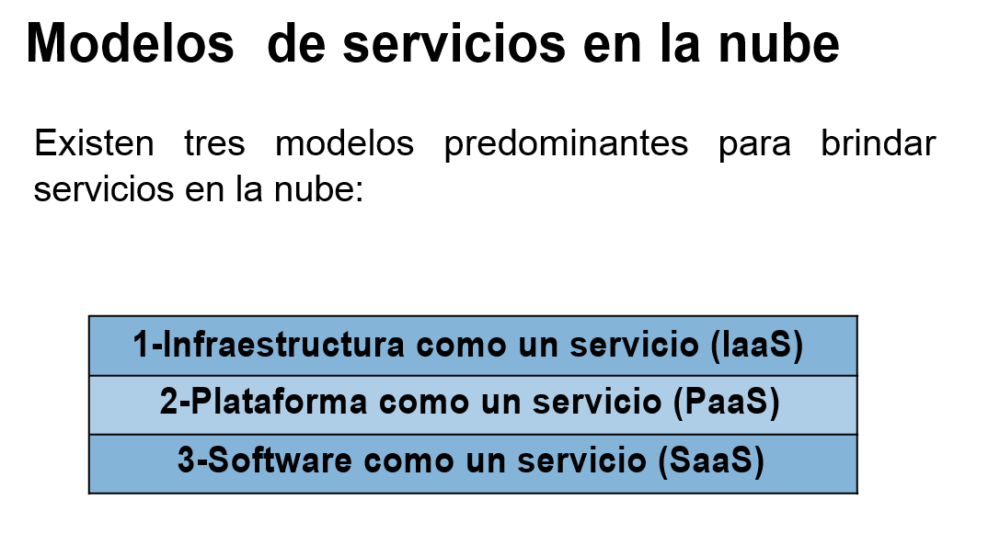 Modelos de servicios en la nube
Existen tres modelos predominantes para brindar
servicios en la nube:
1-Infraestructura como un servicio (IaaS)
2-Plataforma como un servicio (PaaS)
3-Software como un servicio (SaaS)